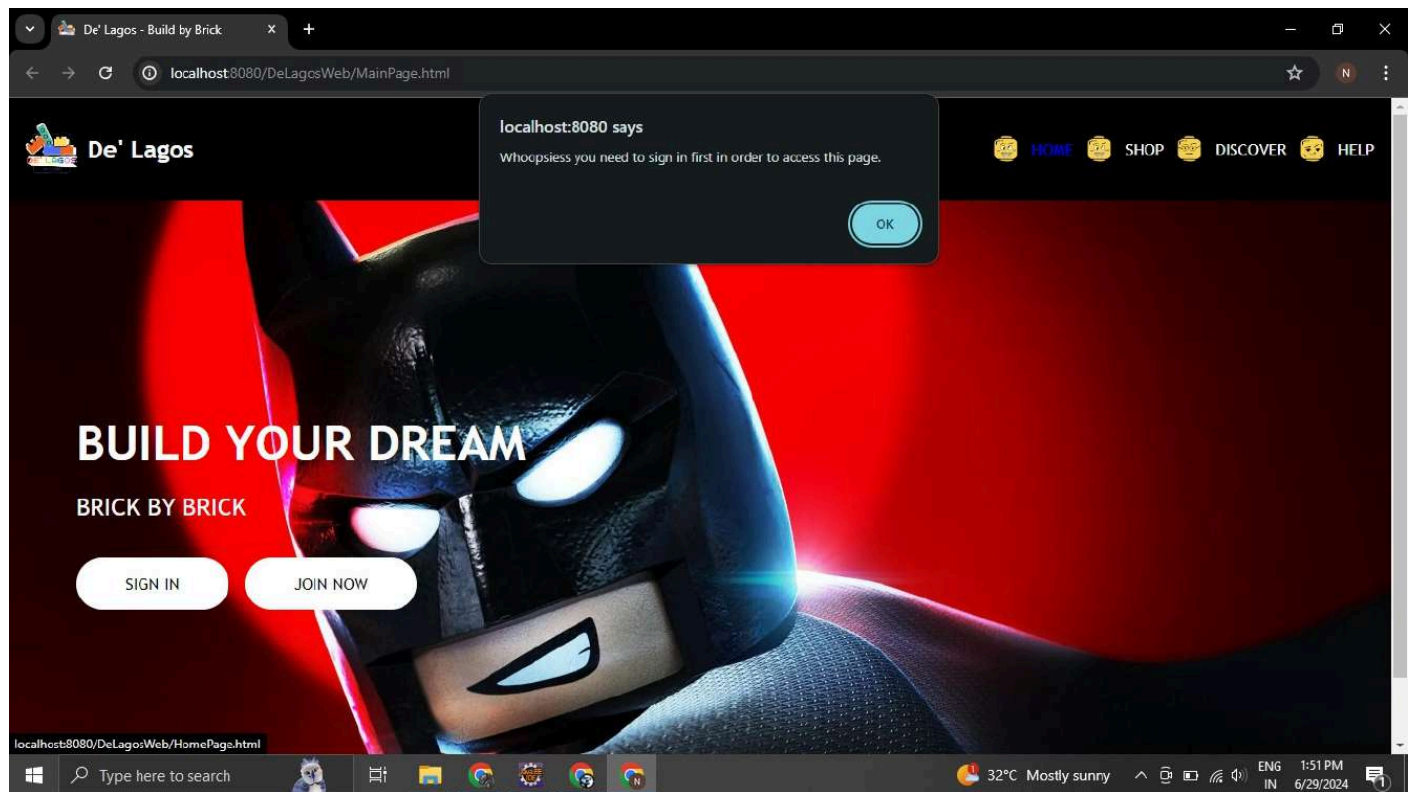 De' Lagos - Build by Brick
localhost:8080/DeLagosWeb/MainPage.html
N
localhost:8080 says
Whoopsiess you need to sign in first in order to access this page.
OK
De' Lagos
HOME SHOP DISCOVER HELP
BUILD YOUR DREAM
BRICK BY BRICK
SIGN IN JOIN NOW
localhost:8080/DeLagosWeb/HomePage.html
Type here to search
32°C Mostly sunny
ENG
IN
1:51 PM
6/29/2024
1